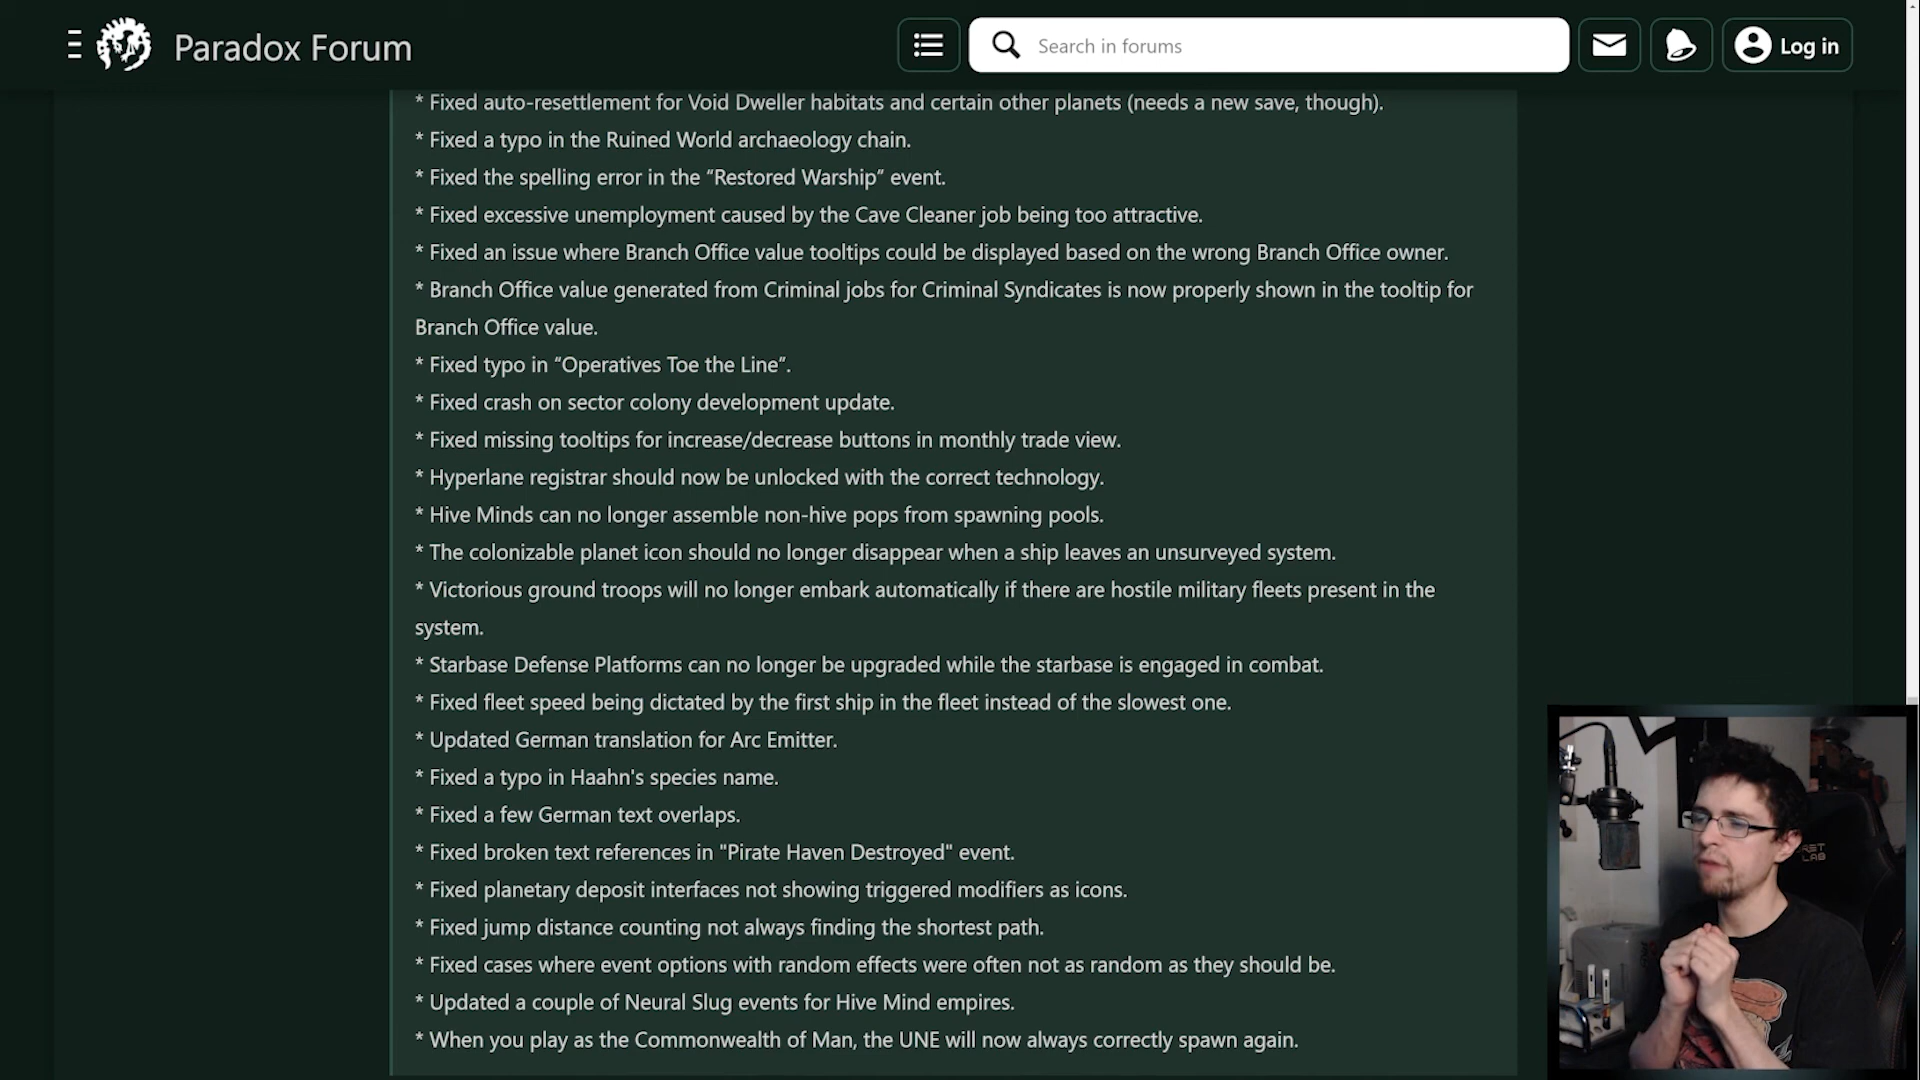 Paradox Forum
Search in forums
Log in
* Fixed auto-resettlement for Void Dweller habitats and certain other planets (needs a new save, though).
* Fixed a typo in the Ruined World archaeology chain.
* Fixed the spelling error in the “Restored Warship” event.
* Fixed excessive unemployment caused by the Cave Cleaner job being too attractive.
* Fixed an issue where Branch Office value tooltips could be displayed based on the wrong Branch Office owner.
* Branch Office value generated from Criminal jobs for Criminal Syndicates is now properly shown in the tooltip for
Branch Office value.
* Fixed typo in “Operatives Toe the Line”.
* Fixed crash on sector colony development update.
* Fixed missing tooltips for increase/decrease buttons in monthly trade view.
* Hyperlane registrar should now be unlocked with the correct technology.
* Hive Minds can no longer assemble non-hive pops from spawning pools.
* The colonizable planet icon should no longer disappear when a ship leaves an unsurveyed system.
* Victorious ground troops will no longer embark automatically if there are hostile military fleets present in the
system.
* Starbase Defense Platforms can no longer be upgraded while the starbase is engaged in combat.
* Fixed fleet speed being dictated by the first ship in the fleet instead of the slowest one.
* Updated German translation for Arc Emitter.
* Fixed a typo in Haahn's species name.
* Fixed a few German text overlaps.
* Fixed broken text references in "Pirate Haven Destroyed" event.
* Fixed planetary deposit interfaces not showing triggered modifiers as icons.
* Fixed jump distance counting not always finding the shortest path.
* Fixed cases where event options with random effects were often not as random as they should be.
* Updated a couple of Neural Slug events for Hive Mind empires.
* When you play as the Commonwealth of Man, the UNE will now always correctly spawn again.